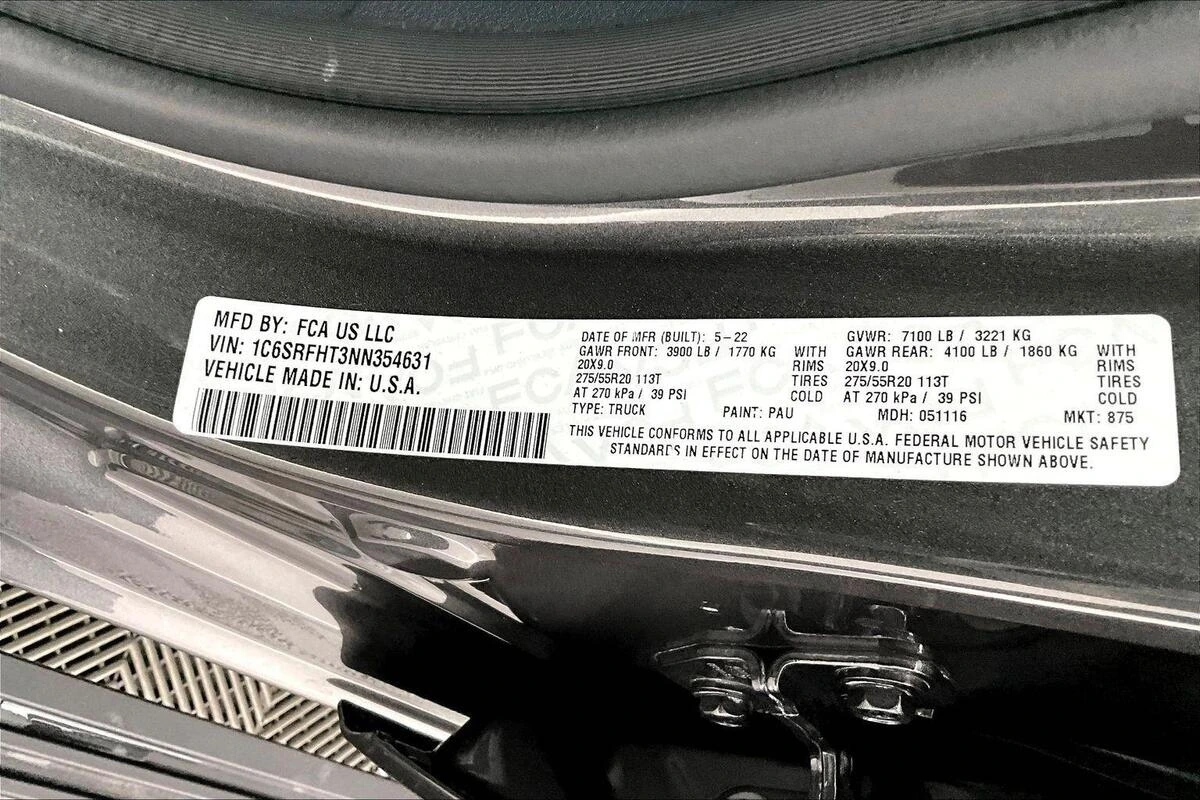 MFD BY: FCA US LLC
VIN: 1C6SRFHT3NN354631
VEHICLE MADE IN: U.S.A.
DATE OF MFR (BUILT): 5-22
GAWR FRONT: 3900 LB / 1770 KG WITH
20X9.0 RIMS
275/55R20 113T TIRES
AT 270 kPa / 39 PSI COLD
TYPE: TRUCK PAINT: PAU
GVWR: 7100 LB / 3221 KG
GAWR REAR: 4100 LB / 1860 KG WITH
20X9.0 RIMS
275/55R20 113T TIRES
AT 270 kPa / 39 PSI COLD
MDH: 051116 MKT: 875
THIS VEHICLE CONFORMS TO ALL APPLICABLE U.S.A. FEDERAL MOTOR VEHICLE SAFETY
STANDARDS IN EFFECT ON THE DATE OF MANUFACTURE SHOWN ABOVE.